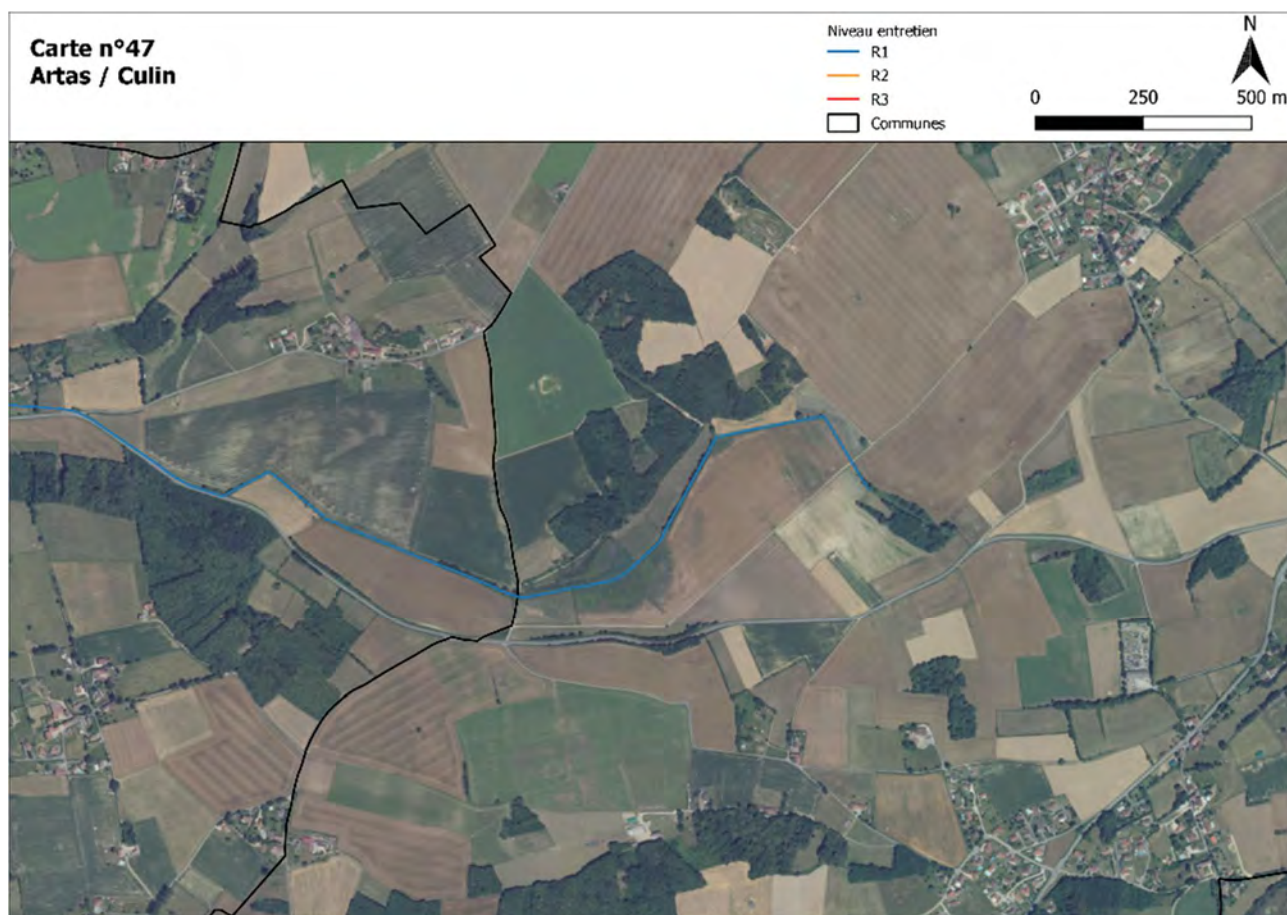 Carte n°47
Artas / Culin
Niveau entretien
R1
R2
R3
Communes
N
0 250 500 m